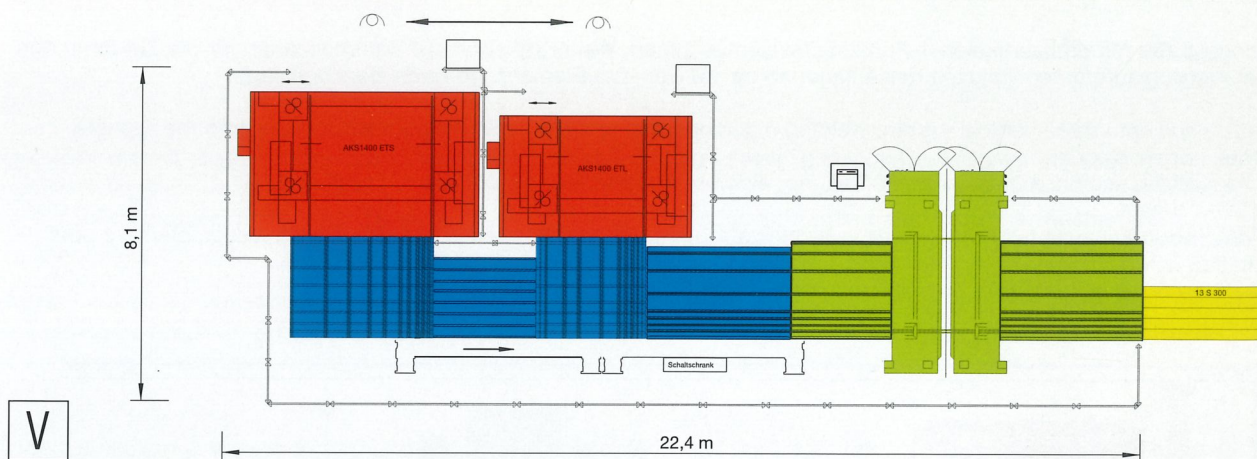 AKS1400 ETS
AKS1400 ETL
8,1 m
13 S 300
Schaltschrank
V
22,4 m